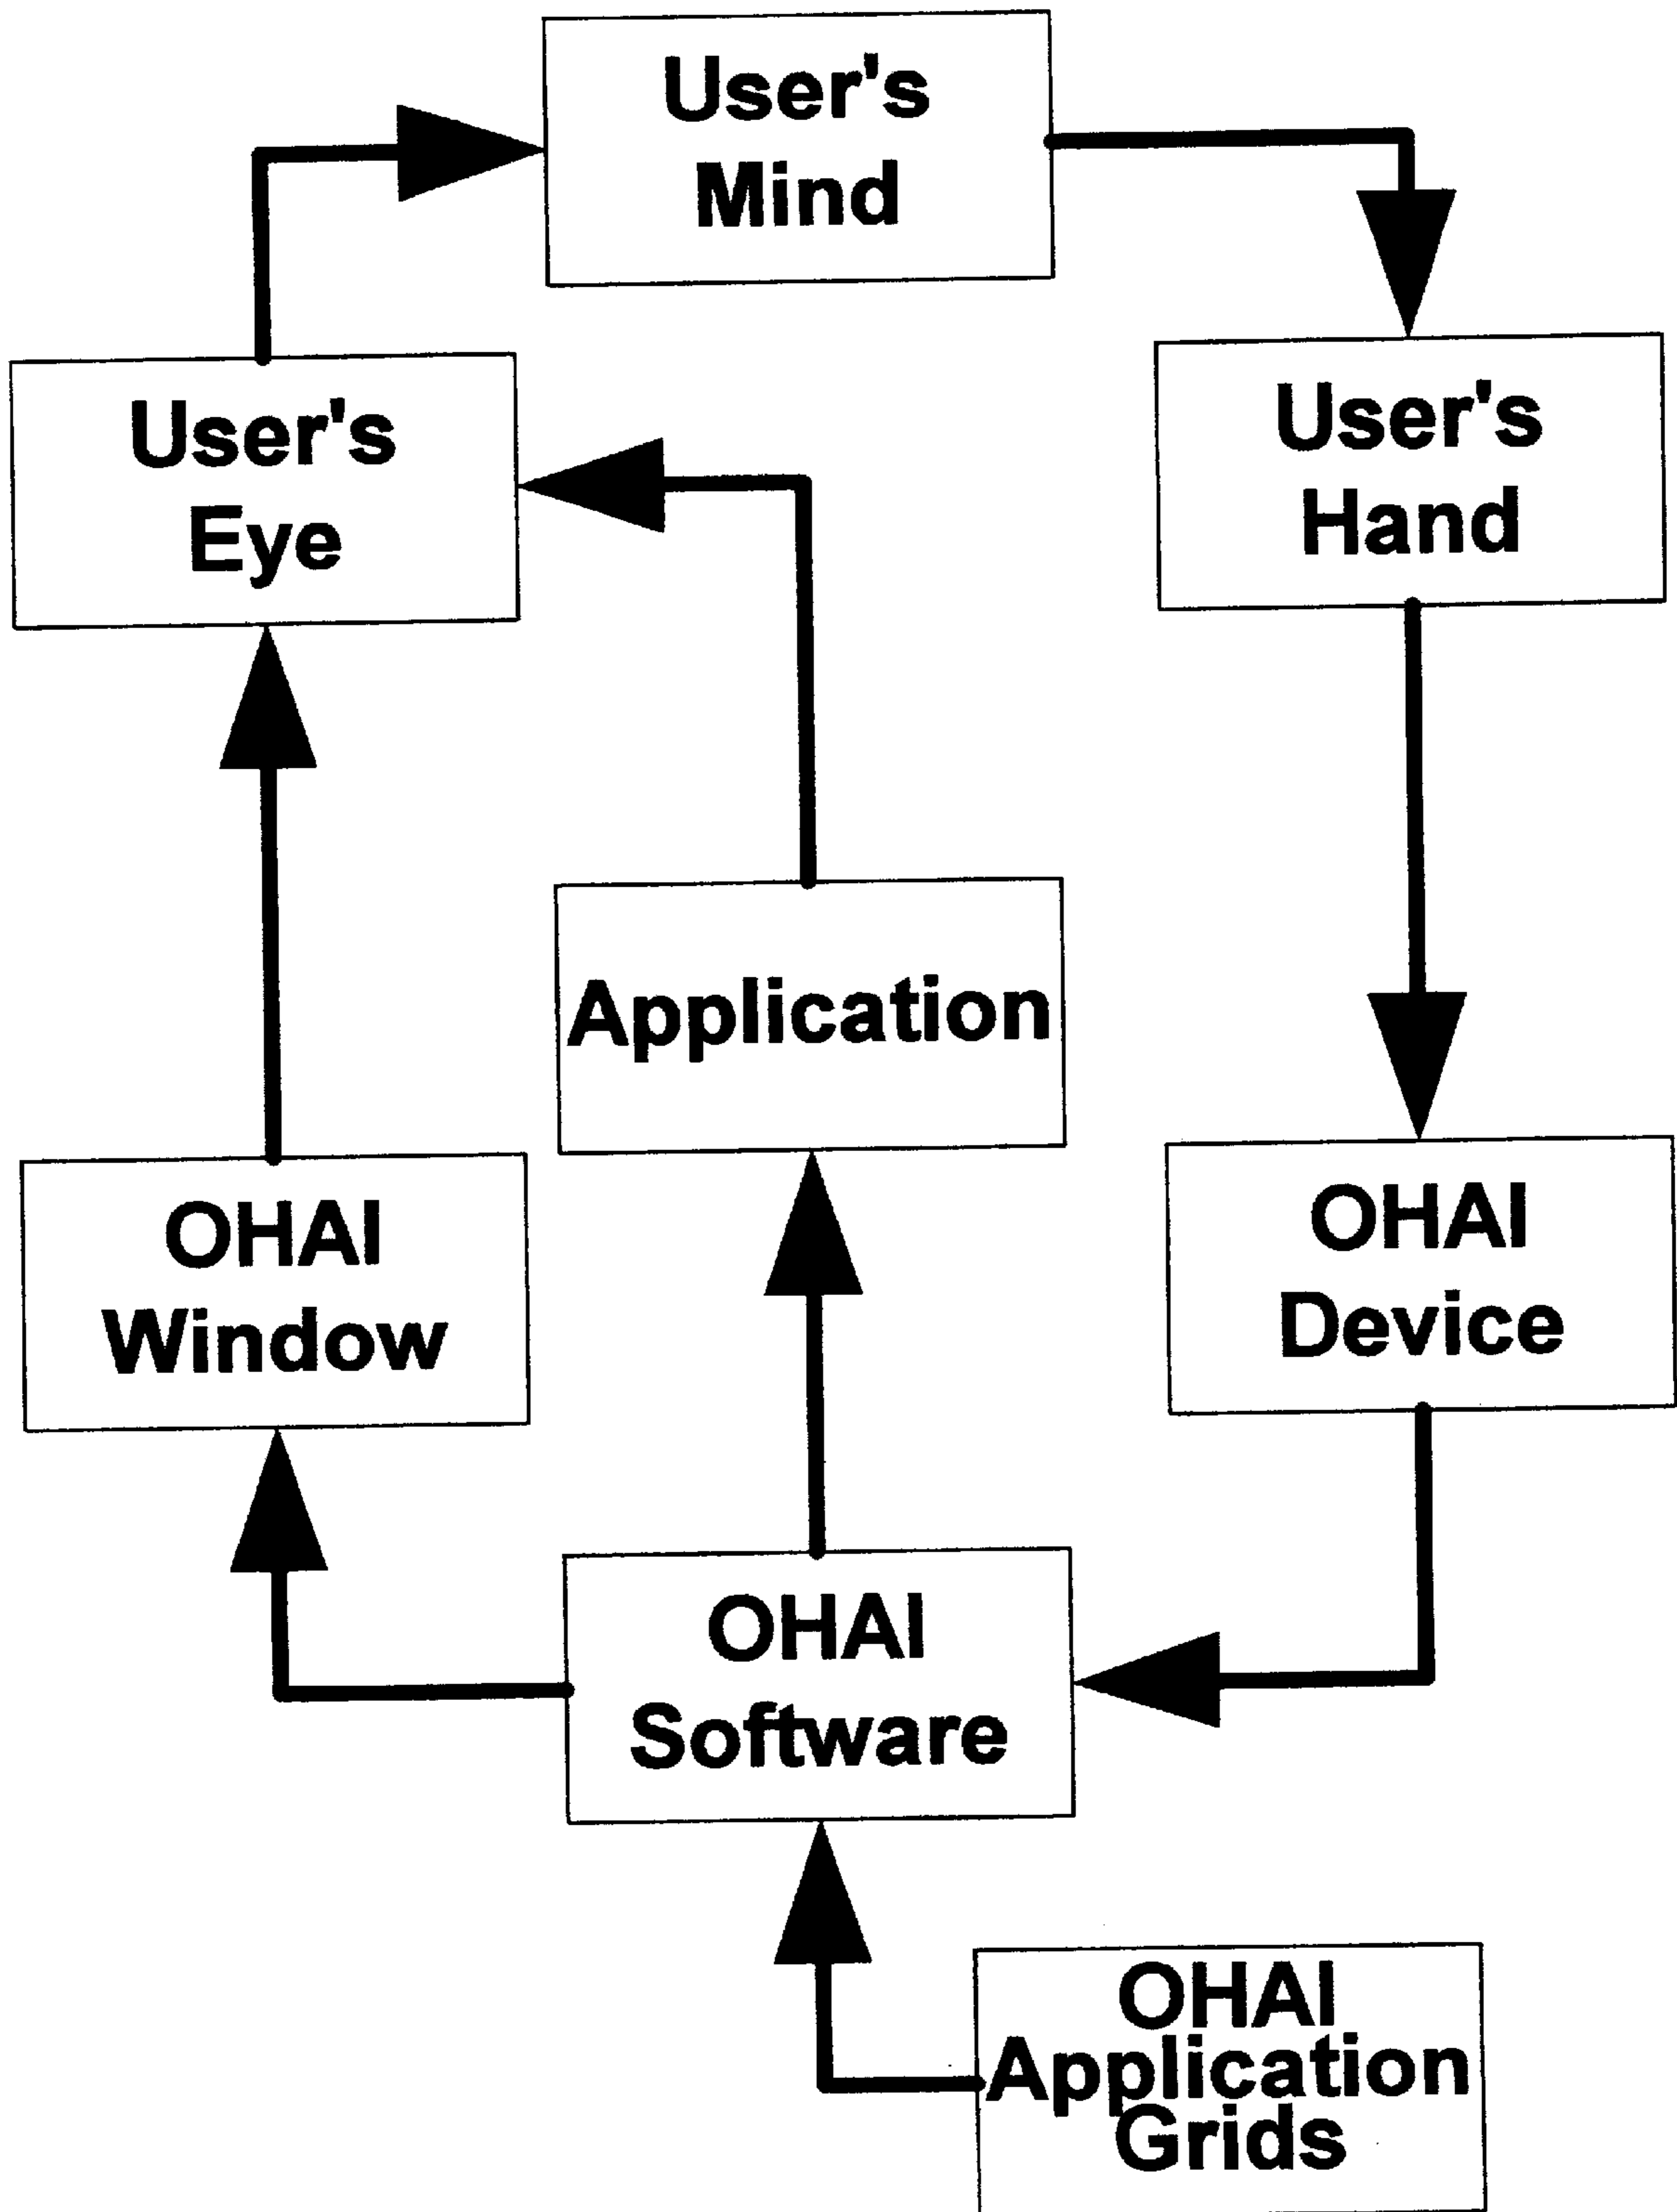 User's
Mind
User's
Eye
User's
Hand
Application
OHAI
Window
OHAI
Device
OHAI
Software
OHAI
Application
Grids